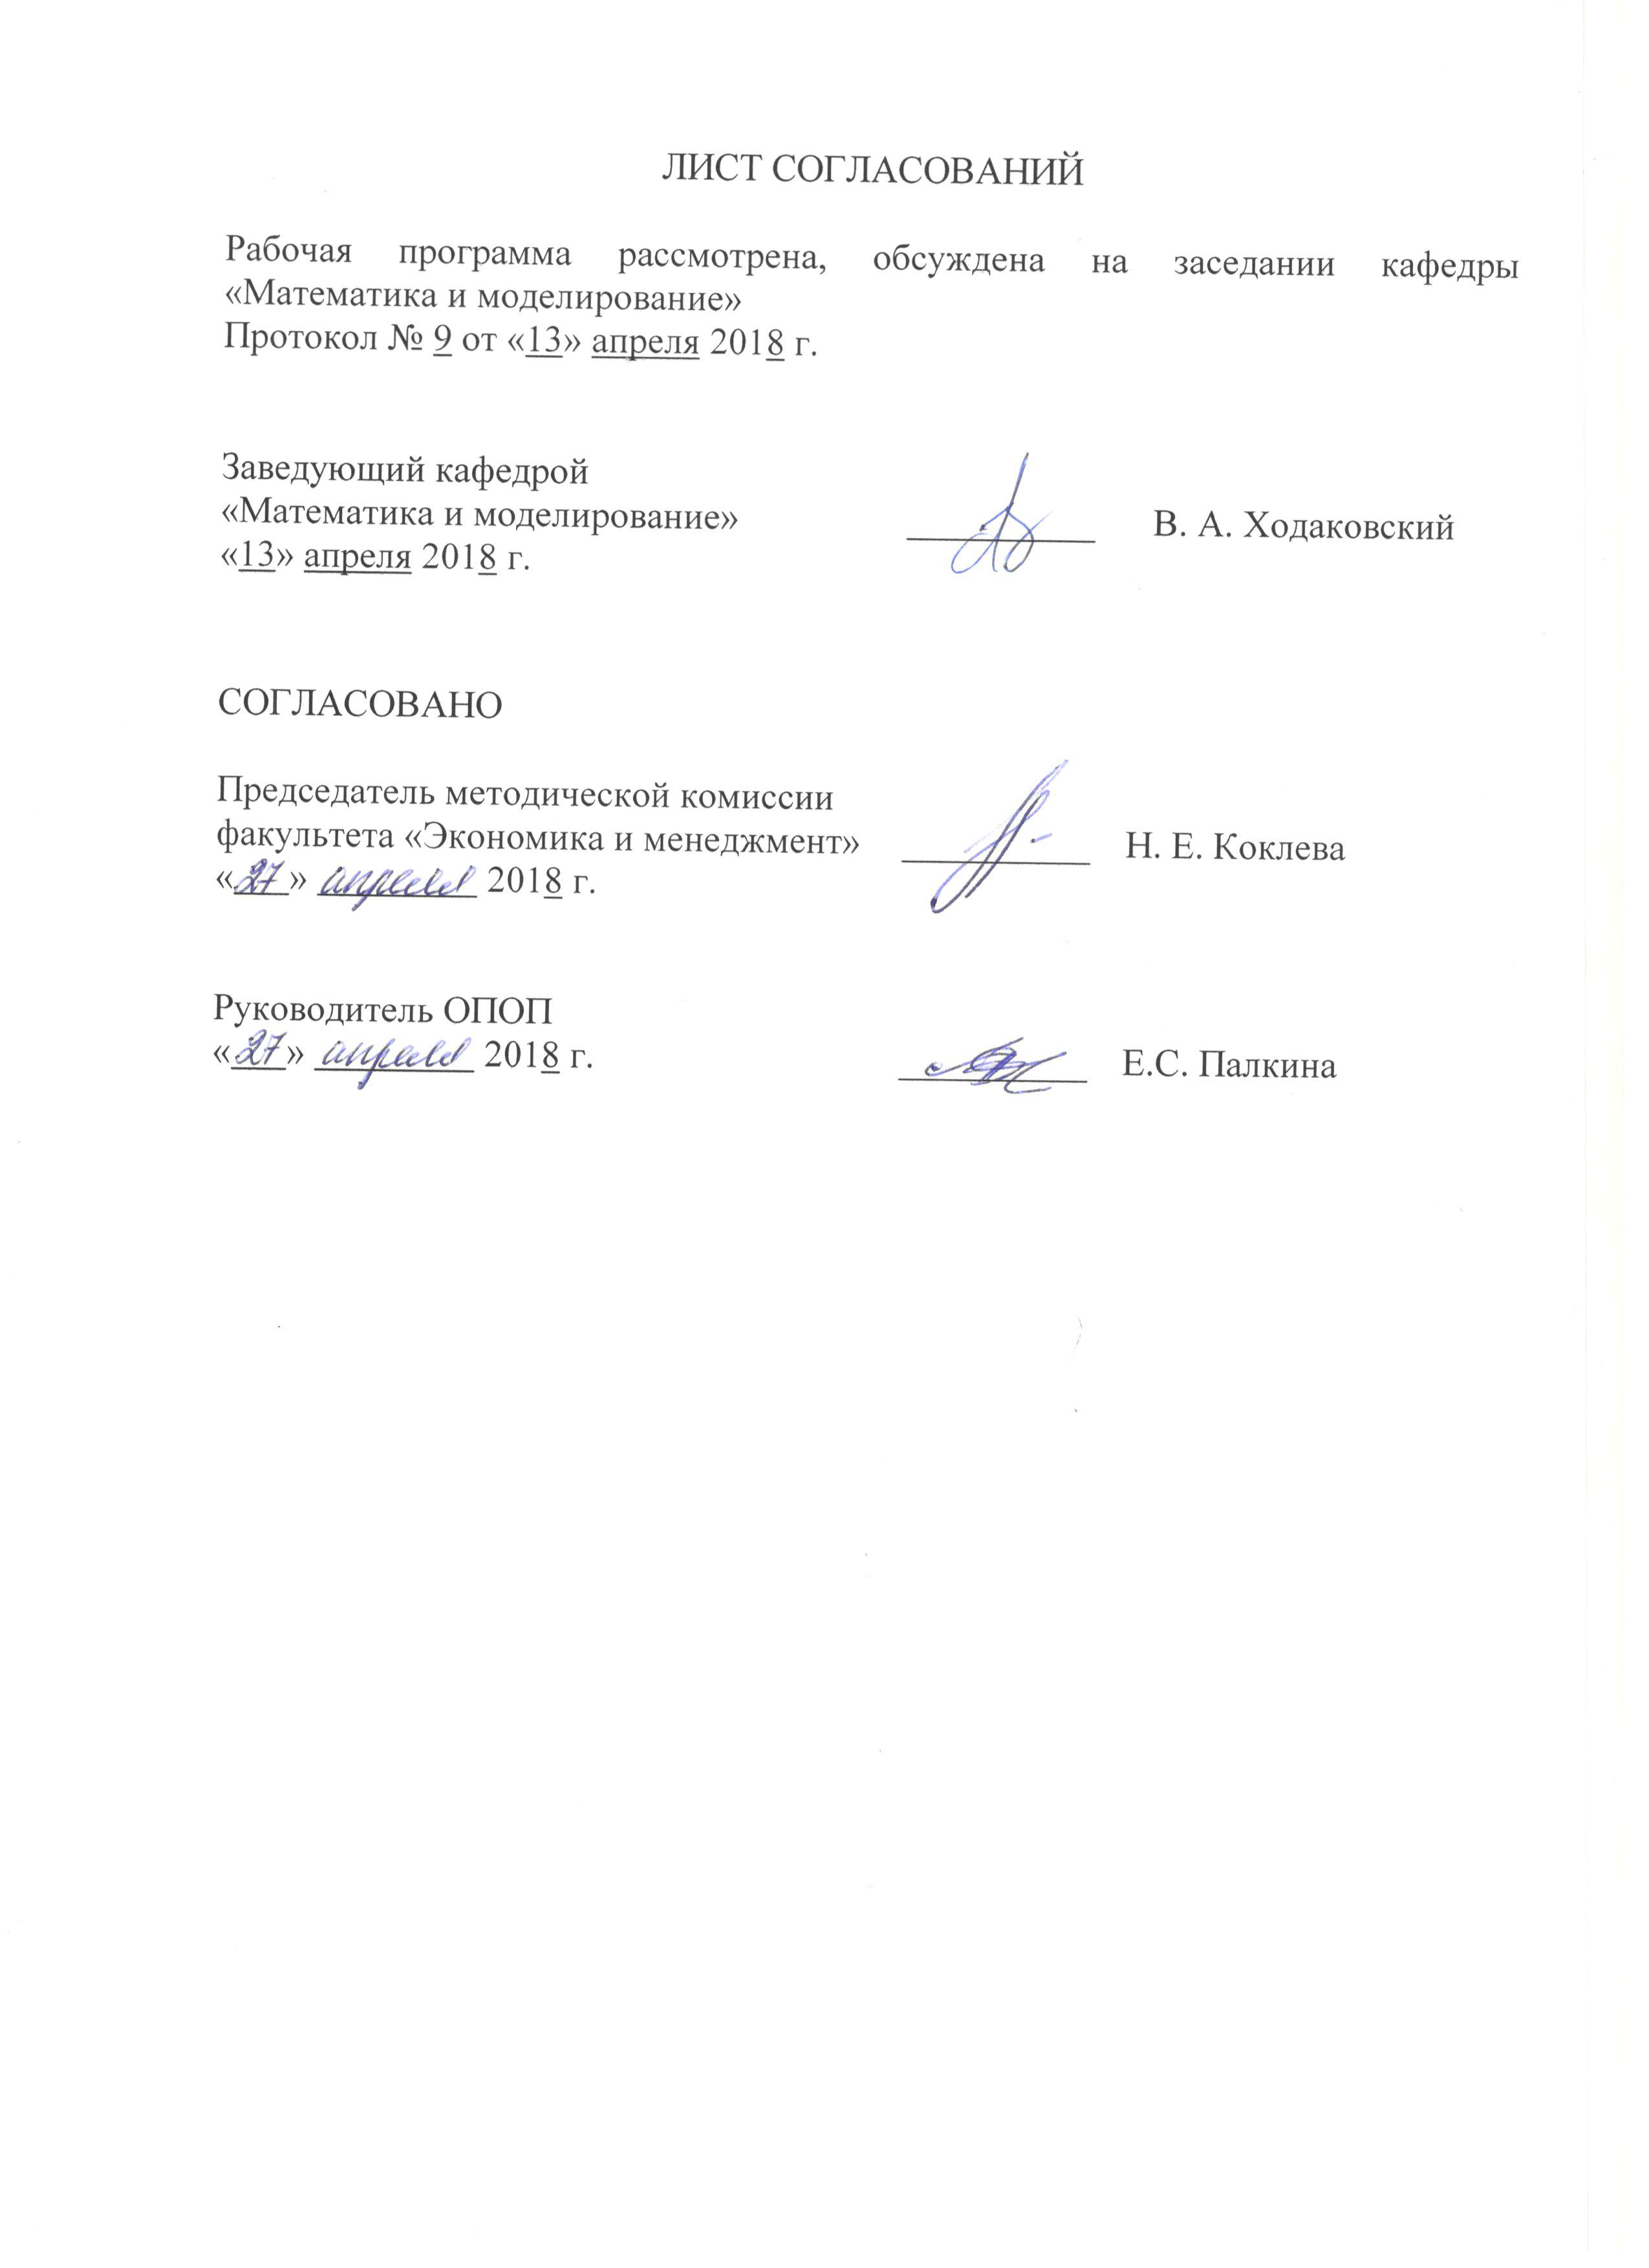 ЛИСТ СОГЛАСОВАНИЙ
Рабочая программа рассмотрена, обсуждена на заседании кафедры
«Математика и моделирование»
Протокол № 9 от «13» апреля 2018 г.
Заведующий кафедрой
«Математика и моделирование»
«13» апреля 2018 г.
В. А. Ходаковский
СОГЛАСОВАНО
Председатель методической комиссии
факультета «Экономика и менеджмент»
Н. Е. Коклева
«27» апреля 2018 г.
Руководитель ОПОП
«27» апреля 2018 г.
Е.С. Палкина